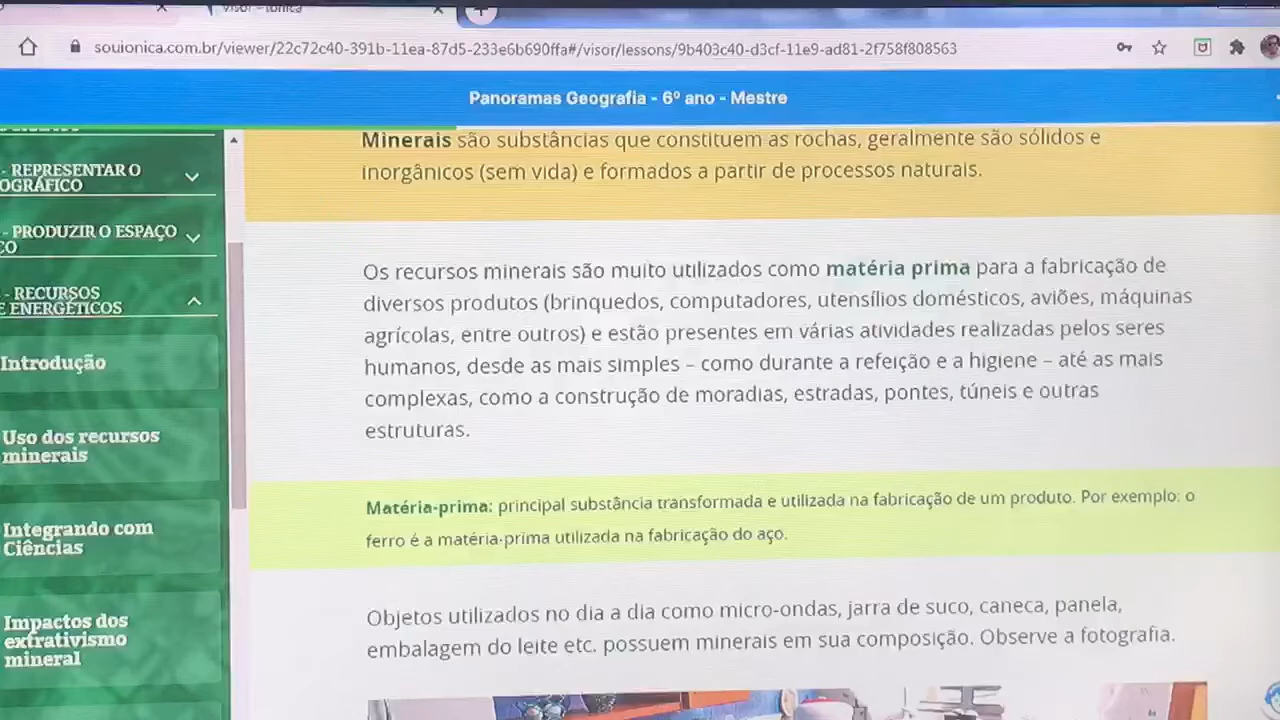 souionica.com.br/viewer/22c72c40-391b-11ea-87d5-233e6b690ffa#/visor/lessons/9b403c40-d3cf-11e9-ad81-2f758f808563
Panoramas Geografia - 6º ano - Mestre
- REPRESENTAR O
OGRÁFICO
- PRODUZIR O ESPAÇO
CO
- RECURSOS
E ENERGÉTICOS
Introdução
Uso dos recursos
minerais
Integrando com
Ciências
Impactos dos
extrativismo
mineral
Minerais são substâncias que constituem as rochas, geralmente são sólidos e
inorgânicos (sem vida) e formados a partir de processos naturais.
Os recursos minerais são muito utilizados como matéria prima para a fabricação de
diversos produtos (brinquedos, computadores, utensílios domésticos, aviões, máquinas
agrícolas, entre outros) e estão presentes em várias atividades realizadas pelos seres
humanos, desde as mais simples – como durante a refeição e a higiene – até as mais
complexas, como a construção de moradias, estradas, pontes, túneis e outras
estruturas.
Matéria-prima: principal substância transformada e utilizada na fabricação de um produto. Por exemplo: o
ferro é a matéria-prima utilizada na fabricação do aço.
Objetos utilizados no dia a dia como micro-ondas, jarra de suco, caneca, panela,
embalagem do leite etc. possuem minerais em sua composição. Observe a fotografia.